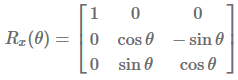 R_x(θ) = [ 1 0 0
0 cos θ − sin θ
0 sin θ cos θ ]